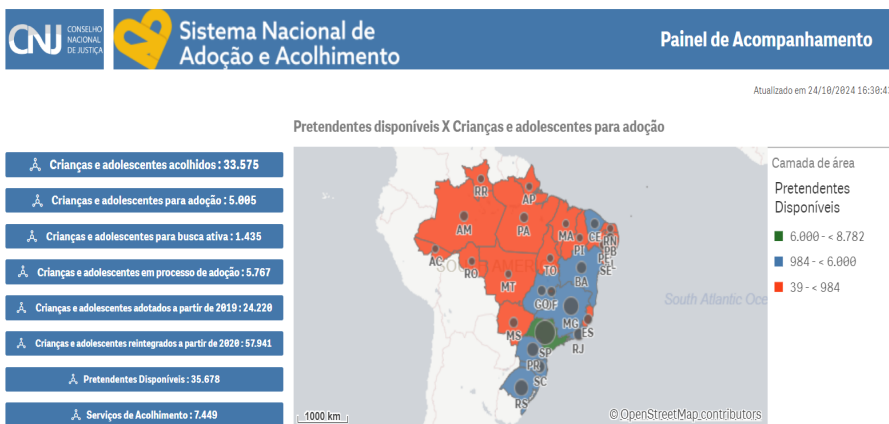 CNJ
CONSELHO
NACIONAL
DE JUSTIÇA
Sistema Nacional de
Adoção e Acolhimento
Painel de Acompanhamento
Atualizado em 24/10/2024 16:30:43
Pretendentes disponíveis X Crianças e adolescentes para adoção
Crianças e adolescentes acolhidos : 33.575
Crianças e adolescentes para adoção : 5.005
Crianças e adolescentes para busca ativa : 1.435
Crianças e adolescentes em processo de adoção : 5.767
Crianças e adolescentes adotados a partir de 2019 : 24.220
Crianças e adolescentes reintegrados a partir de 2020 : 57.941
Pretendentes Disponíveis : 35.678
Serviços de Acolhimento : 7.449
RR
AP
AM
PA
MA
CE
RN
PB
PI
PE
SE
AC
RO
TO
BA
MT
GO
DF
MG
ES
MS
SP
RJ
PR
SC
RS
South Atlantic Oce
1000 km
© OpenStreetMap contributors
Camada de área
Pretendentes
Disponíveis
6.000 - < 8.782
984 - < 6.000
39 - < 984